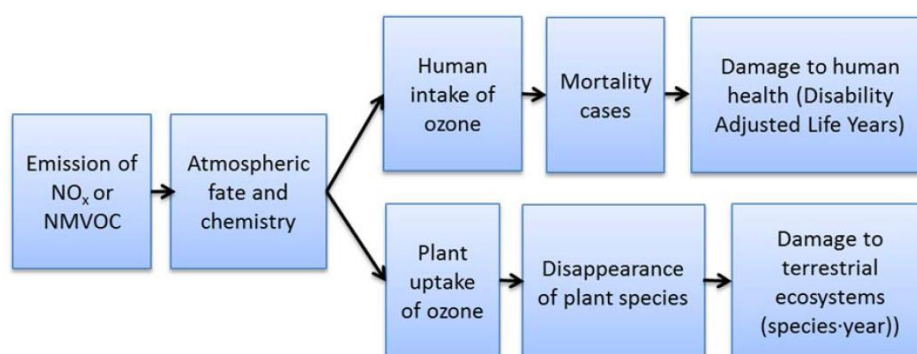 Emission of
NOx or
NMVOC
Atmospheric
fate and
chemistry
Human
intake of
ozone
Mortality
cases
Damage to human
health (Disability
Adjusted Life Years)
Plant
uptake
of ozone
Disappearance
of plant species
Damage to
terrestrial
ecosystems
(species·year))